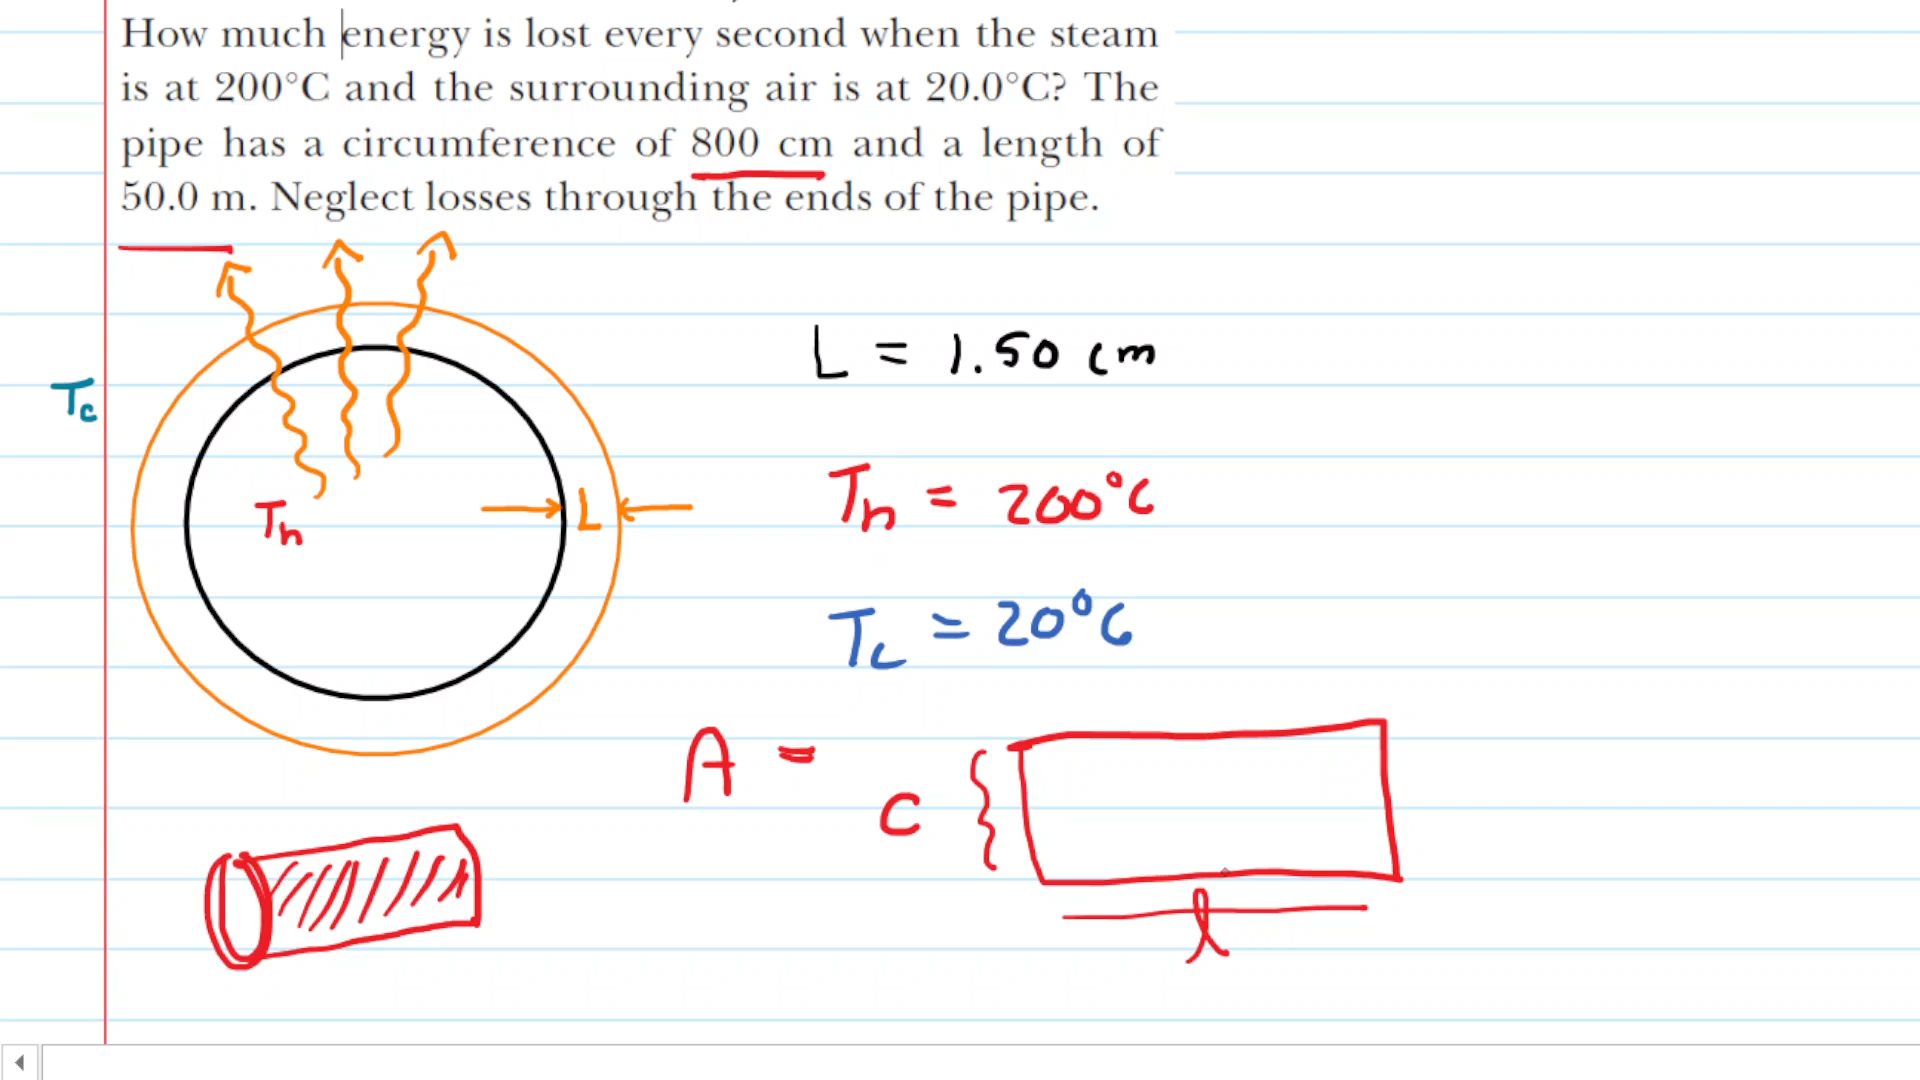 How much energy is lost every second when the steam
is at 200°C and the surrounding air is at 20.0°C? The
pipe has a circumference of 800 cm and a length of
50.0 m. Neglect losses through the ends of the pipe.
L = 1.50 cm
Tc
L
Th
Th = 200°C
Tc = 20°C
A =
C
l